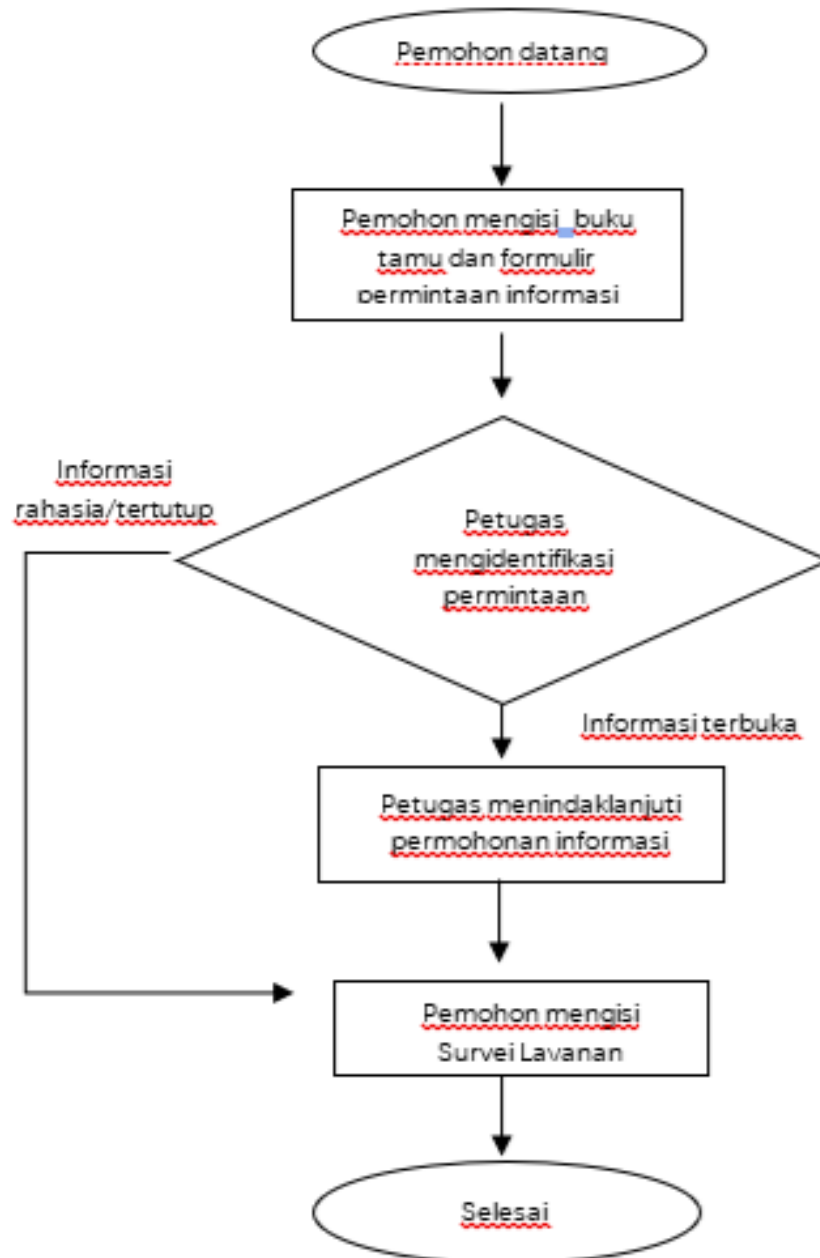 Pemohon datang
Pemohon mengisi buku
tamu dan formulir
permintaan informasi
Informasi
rahasia/tertutup
Petugas
mengidentifikasi
permintaan
Informasi terbuka
Petugas menindaklanjuti
permohonan informasi
Pemohon mengisi
Survei Layanan
Selesai